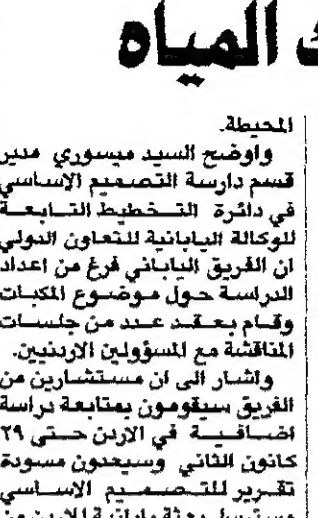 ك المياه
المحيطة.
واوضح السيد ميسوري مدير
قسم دارسة التصميم الاساسي
في دائرة التخطيط التابعة
للوكالة اليابانية للتعاون الدولي
ان الفريق الياباني فرغ من اعداد
الدراسة حول موضوع المكبات
وقام بعقد عدد من جلسات
المناقشة مع المسؤولين الاردنيين.
واشار الى ان مستشارين من
الفريق سيقومون بمتابعة دراسة
اضافية في الاردن حتى ٢٩
كانون الثاني وسيعدون مسودة
تقرير للتصميم الاساسي